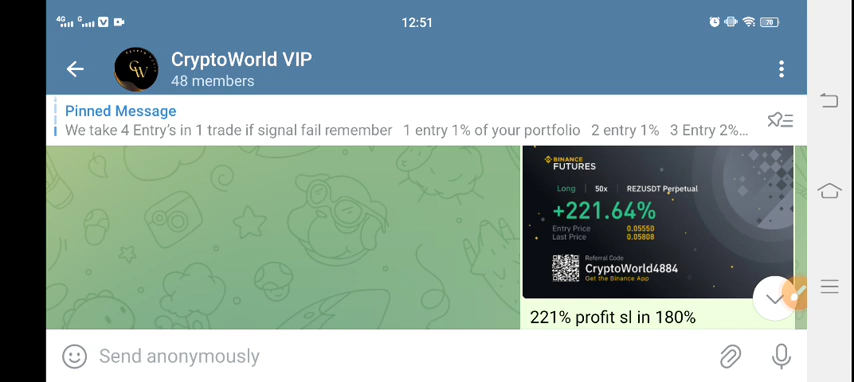 4G G V 12:51 70
GW
CryptoWorld VIP
48 members
Pinned Message
We take 4 Entry's in 1 trade if signal fail remember 1 entry 1% of your portfolio 2 entry 1% 3 Entry 2%...
BINANCE
FUTURES
Long | 50x | REZUSDT Perpetual
+221.64%
Entry Price 0.05550
Last Price 0.05808
Referral Code
CryptoWorld4884
Get the Binance App
221% profit sl in 180%
Send anonymously